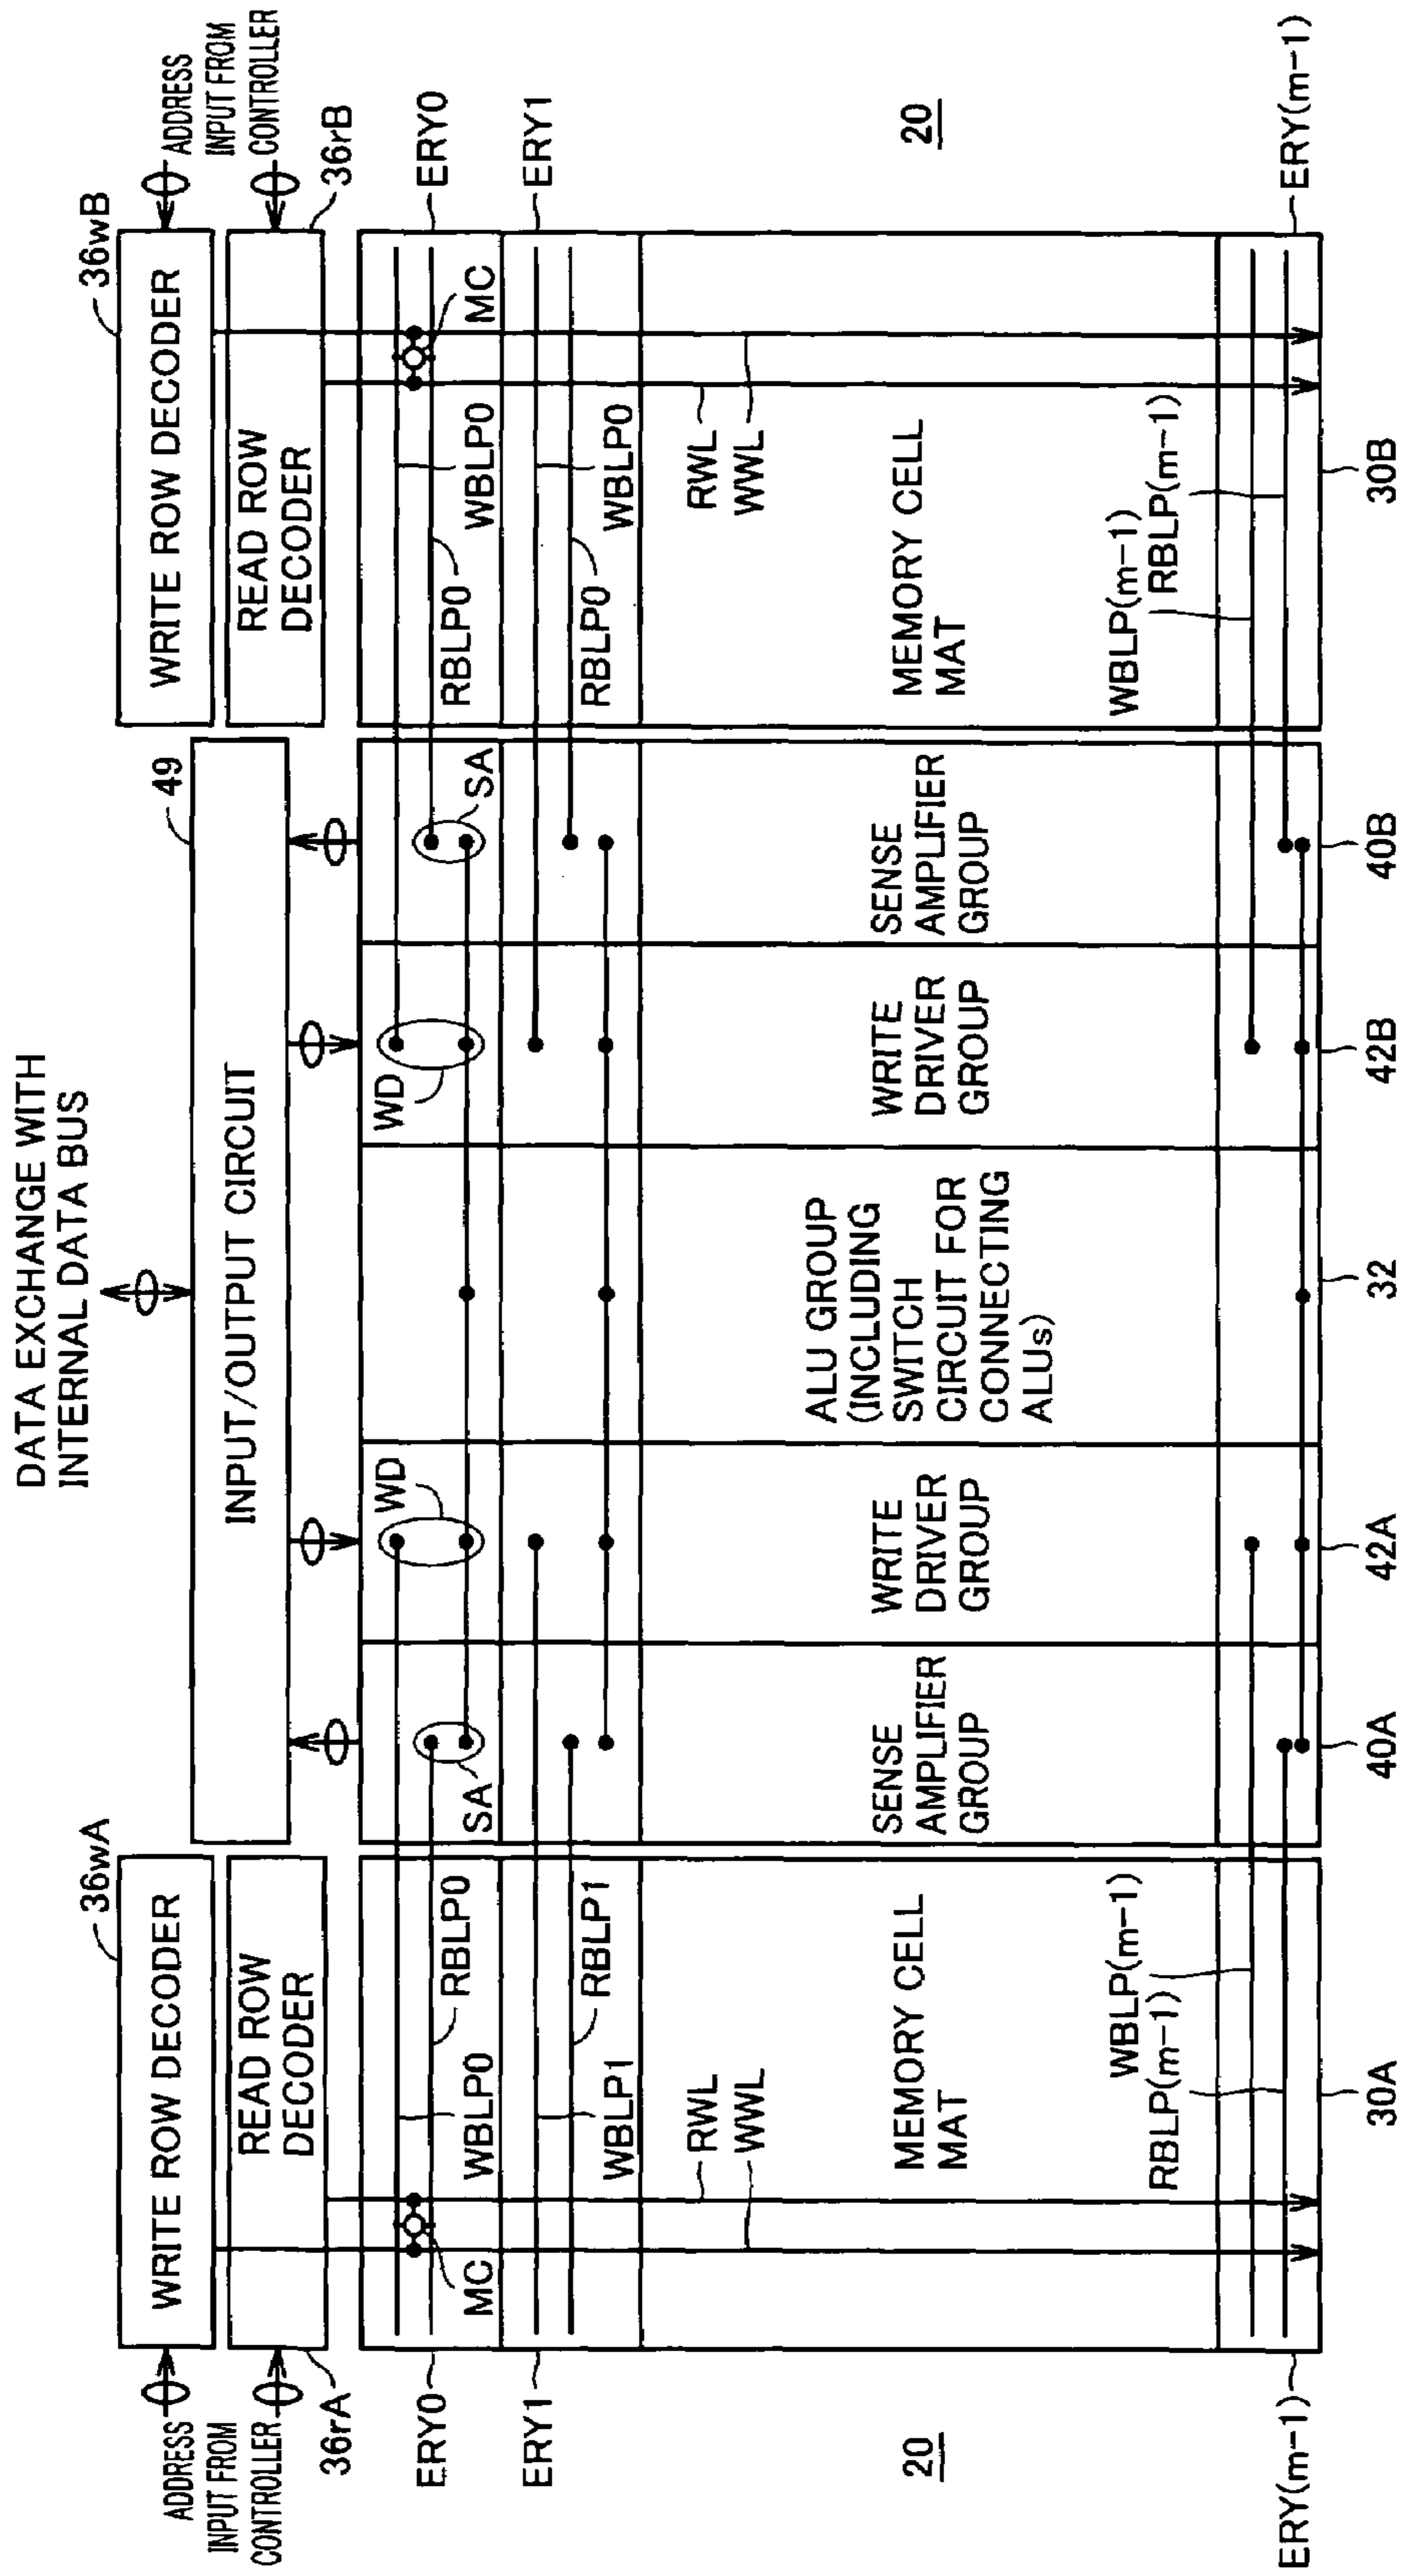 DATA EXCHANGE WITH
INTERNAL DATA BUS
49
INPUT/OUTPUT CIRCUIT
36wA
WRITE ROW DECODER
READ ROW
DECODER
ADDRESS
INPUT FROM
CONTROLLER
36rA
36wB
WRITE ROW DECODER
READ ROW
DECODER
ADDRESS
INPUT FROM
CONTROLLER
36rB
ERY0
MC
WBLP0
RBLP0
SA
WD
WD
SA
RBLP0
WBLP0
MC
ERY0
ERY1
WBLP1
RBLP1
RBLP0
WBLP0
ERY1
RWL
WWL
RWL
WWL
20
MEMORY CELL
MAT
SENSE
AMPLIFIER
GROUP
WRITE
DRIVER
GROUP
ALU GROUP
(INCLUDING
SWITCH
CIRCUIT FOR
CONNECTING
ALUs)
WRITE
DRIVER
GROUP
SENSE
AMPLIFIER
GROUP
MEMORY CELL
MAT
20
WBLP(m-1)
RBLP(m-1)
WBLP(m-1)
RBLP(m-1)
ERY(m-1)
ERY(m-1)
30A
40A
42A
32
42B
40B
30B